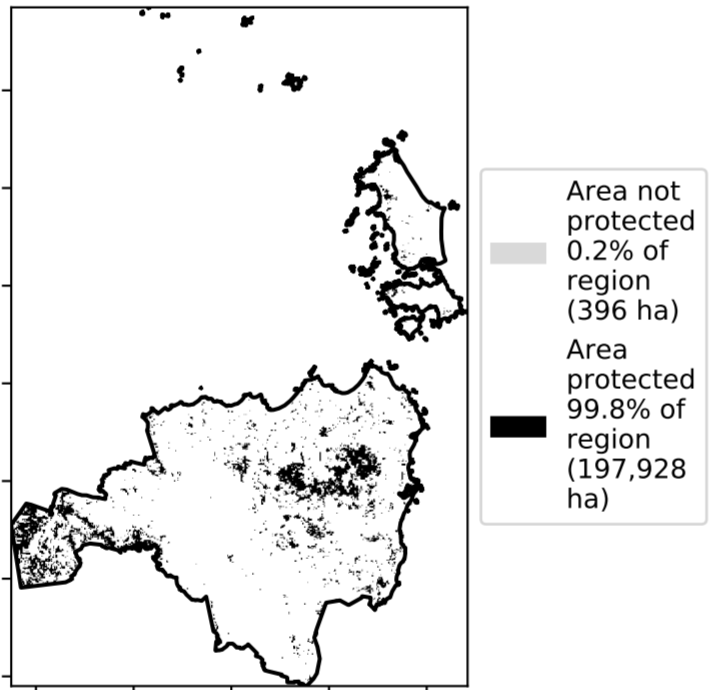 Area not
protected
0.2% of
region
(396 ha)
Area
protected
99.8% of
region
(197,928
ha)